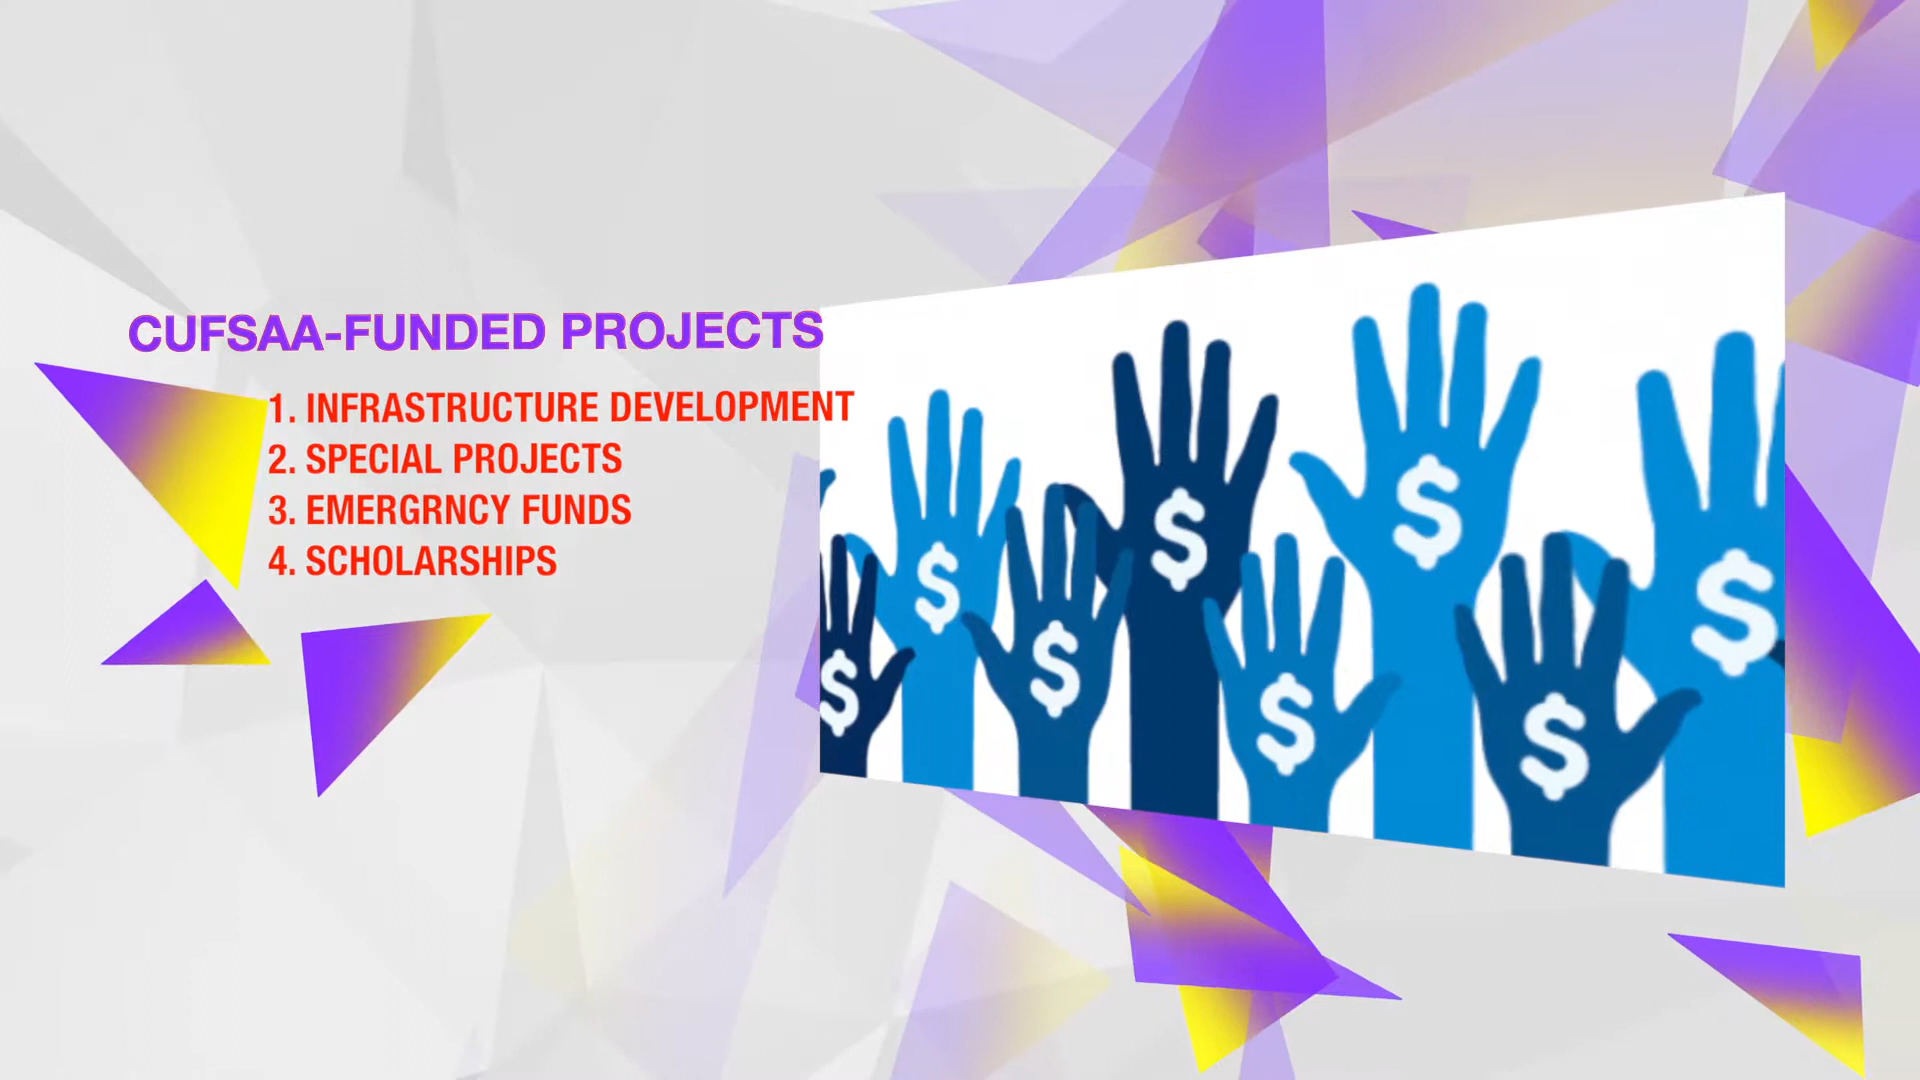 CUFSAA-FUNDED PROJECTS
1. INFRASTRUCTURE DEVELOPMENT
2. SPECIAL PROJECTS
3. EMERGRNCY FUNDS
4. SCHOLARSHIPS
$ $ $ $ $ $ $ $